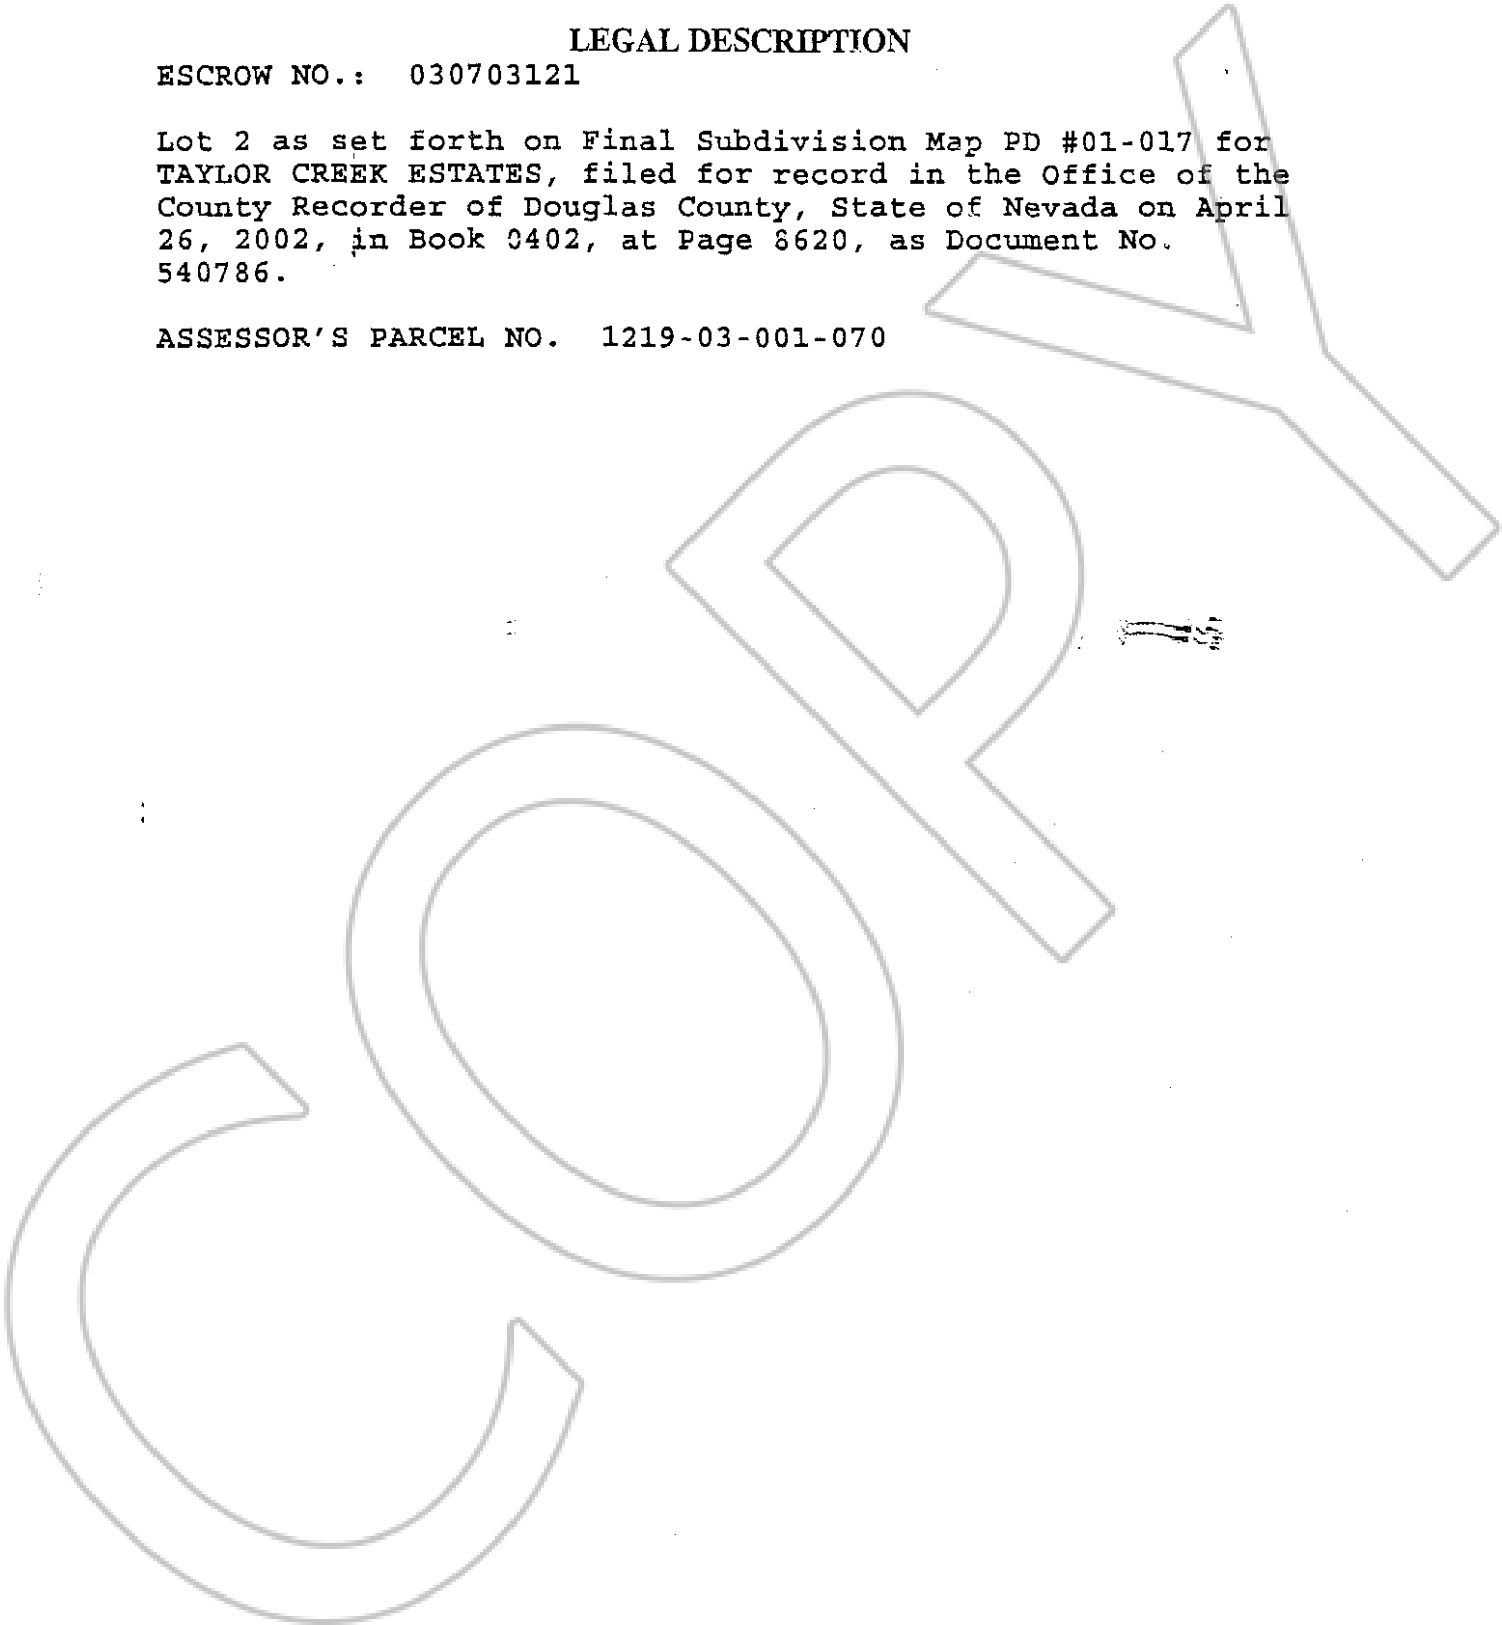 LEGAL DESCRIPTION
ESCROW NO.: 030703121
Lot 2 as set forth on Final Subdivision Map PD #01-017 for
TAYLOR CREEK ESTATES, filed for record in the Office of the
County Recorder of Douglas County, State of Nevada on April
26, 2002, in Book 0402, at Page 8620, as Document No.
540786.
ASSESSOR'S PARCEL NO. 1219-03-001-070
COPY